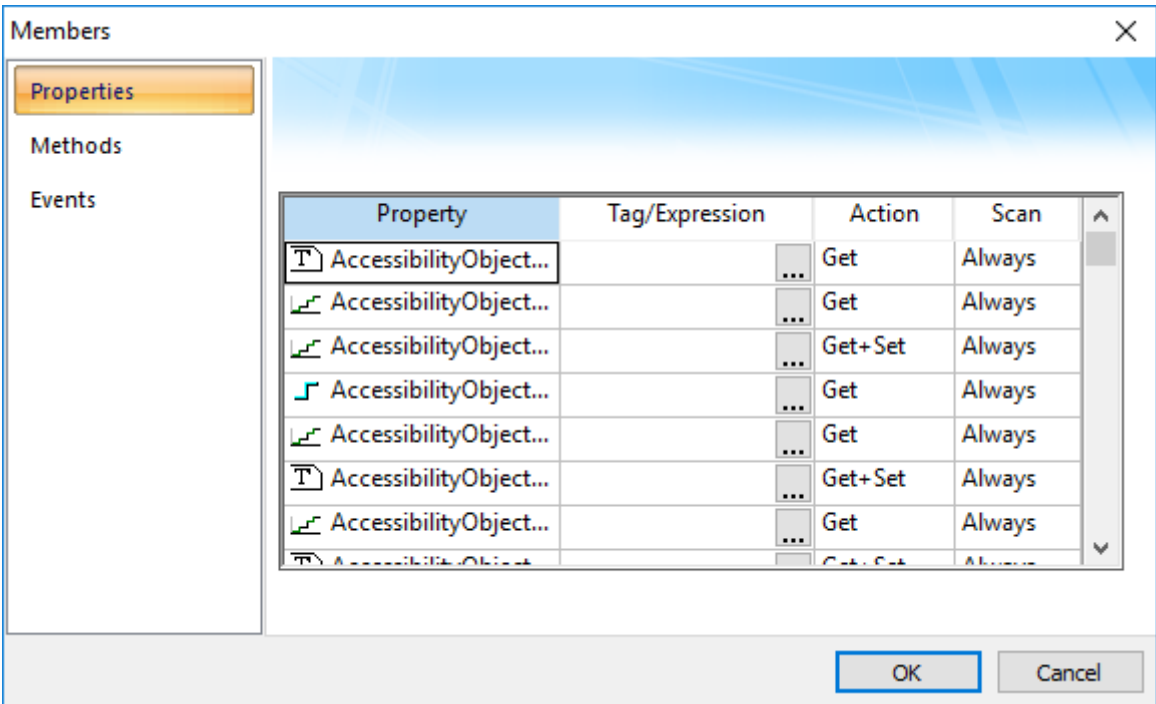 Members
Properties
Methods
Events
Property Tag/Expression Action Scan
AccessibilityObject... ... Get Always
AccessibilityObject... ... Get Always
AccessibilityObject... ... Get+Set Always
AccessibilityObject... ... Get Always
AccessibilityObject... ... Get Always
AccessibilityObject... ... Get+Set Always
AccessibilityObject... ... Get Always
OK Cancel